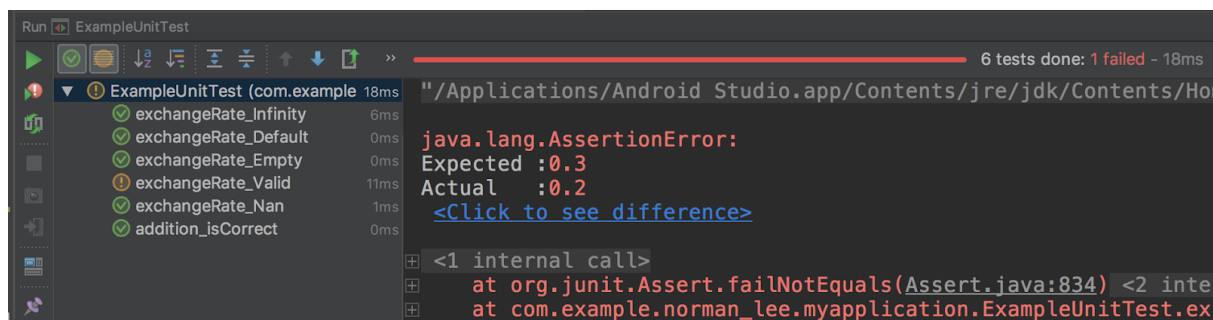 Run ExampleUnitTest
6 tests done: 1 failed - 18ms
ExampleUnitTest (com.example 18ms
exchangeRate_Infinity 6ms
exchangeRate_Default 0ms
exchangeRate_Empty 0ms
exchangeRate_Valid 11ms
exchangeRate_Nan 1ms
addition_isCorrect 0ms
"/Applications/Android Studio.app/Contents/jre/jdk/Contents/Ho
java.lang.AssertionError:
Expected :0.3
Actual :0.2
<Click to see difference>
<1 internal call>
at org.junit.Assert.failNotEquals(Assert.java:834) <2 inte
at com.example.norman_lee.myapplication.ExampleUnitTest.ex